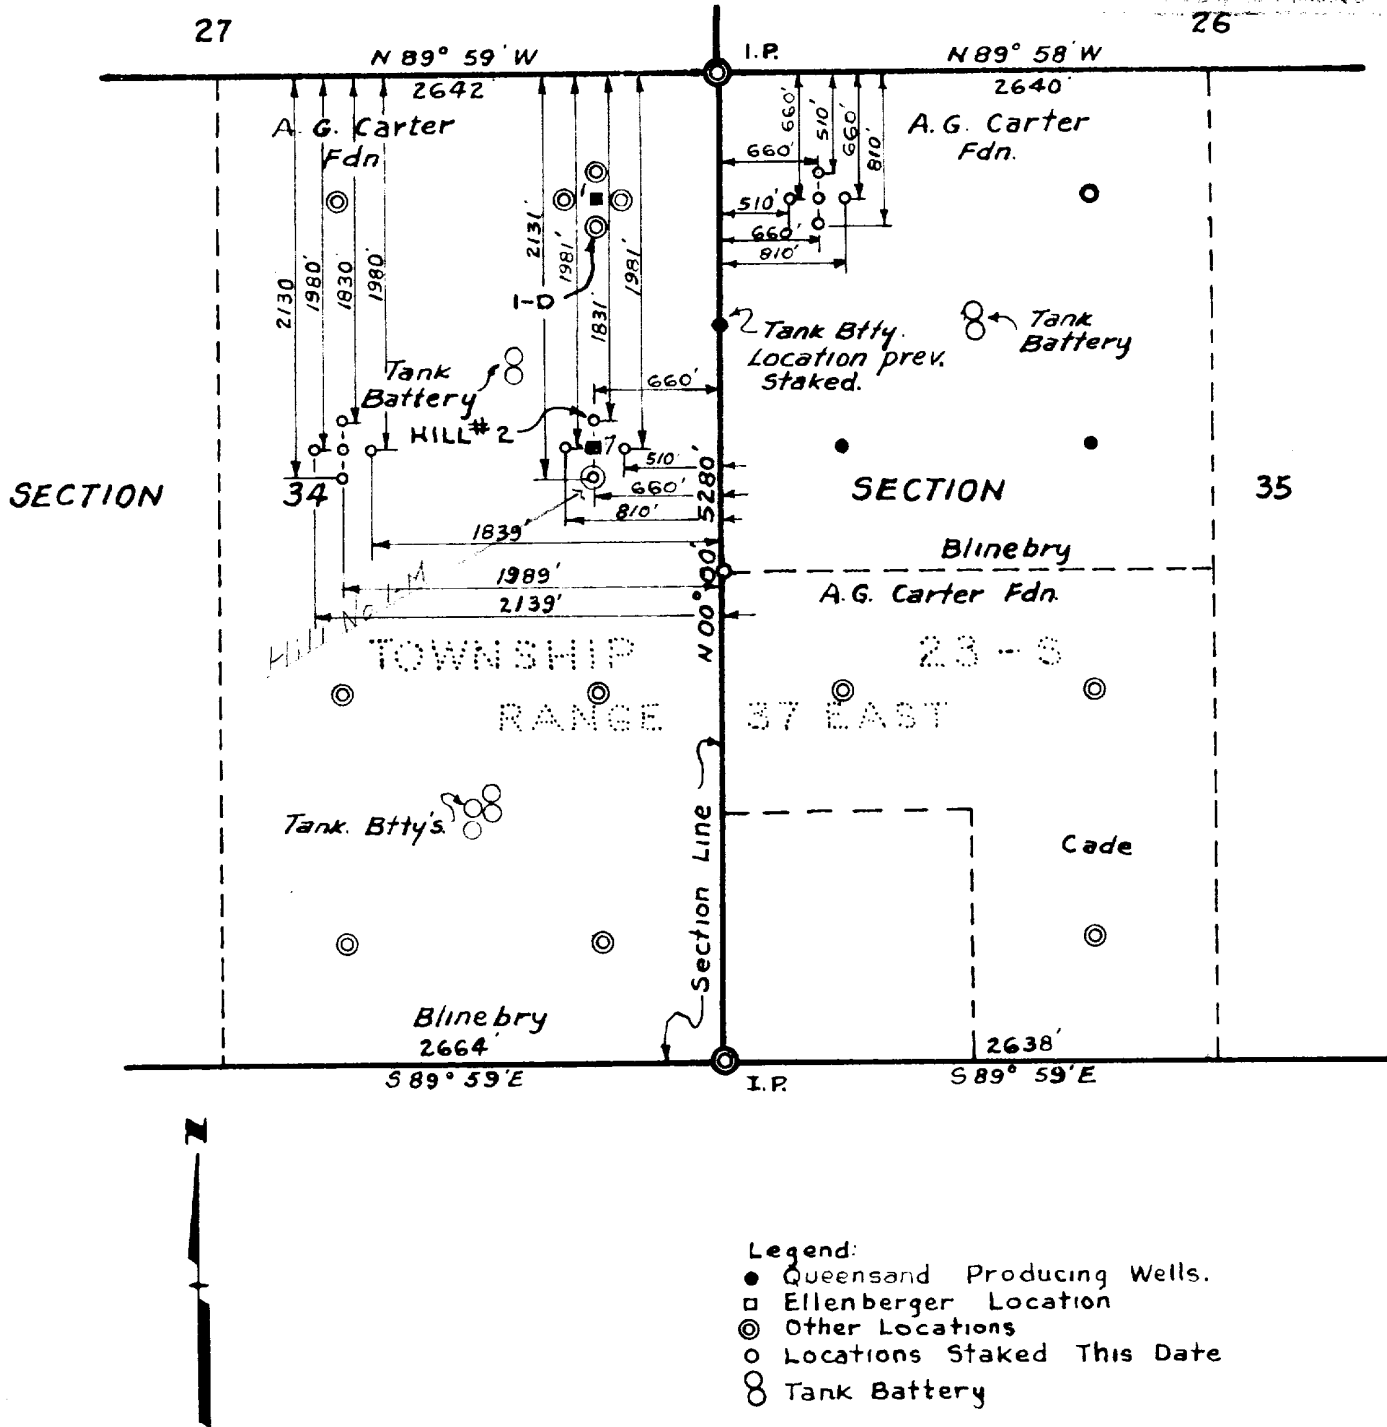 27
26
N 89° 59' W
I.P.
N 89° 58' W
2642'
2640'
A. G. Carter
Fdn
A. G. Carter
Fdn.
660'
510'
660'
810'
660'
510'
660'
810'
2130
1980'
1830
1980'
2131'
1981'
1831'
1981'
1-D
Tank Btty.
Location prev.
Staked.
Tank
Battery
Tank
Battery
HILL #2
660'
7
510'
660'
810'
SECTION
34
SECTION
35
1839'
1989'
2139'
N 00° 00' 5280'
Blinebry
A.G. Carter Fdn.
Hill No. 1-M
TOWNSHIP 23-S
RANGE 37 EAST
Tank. Btty's.
Section Line
Cade
Blinebry
2664'
2638'
S 89° 59' E
I.P.
S 89° 59' E
N
Legend:
Queensand Producing Wells.
Ellenberger Location
Other Locations
Locations Staked This Date
Tank Battery